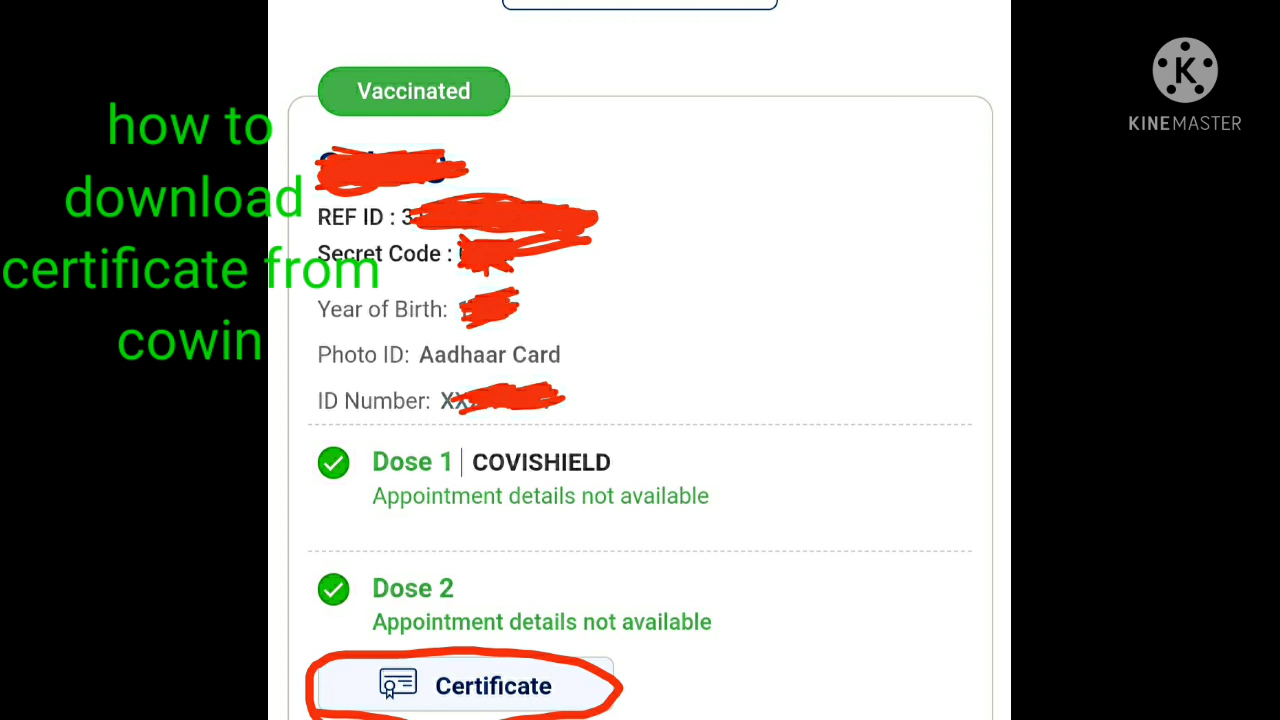 Vaccinated
how to
download
certificate from
cowin
KINEMASTER
REF ID : 3
Secret Code :
Year of Birth:
Photo ID: Aadhaar Card
ID Number: XX
Dose 1 | COVISHIELD
Appointment details not available
Dose 2
Appointment details not available
Certificate